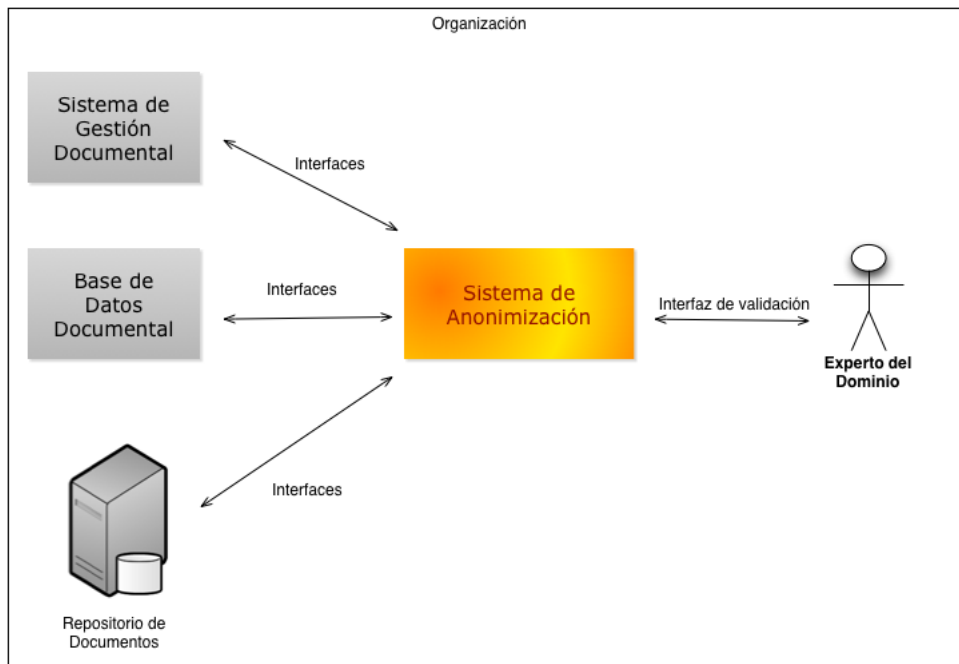 Organización
Sistema de
Gestión
Documental
Interfaces
Base de
Datos
Documental
Interfaces
Sistema de
Anonimización
Interfaz de validación
Experto del
Dominio
Interfaces
Repositorio de
Documentos